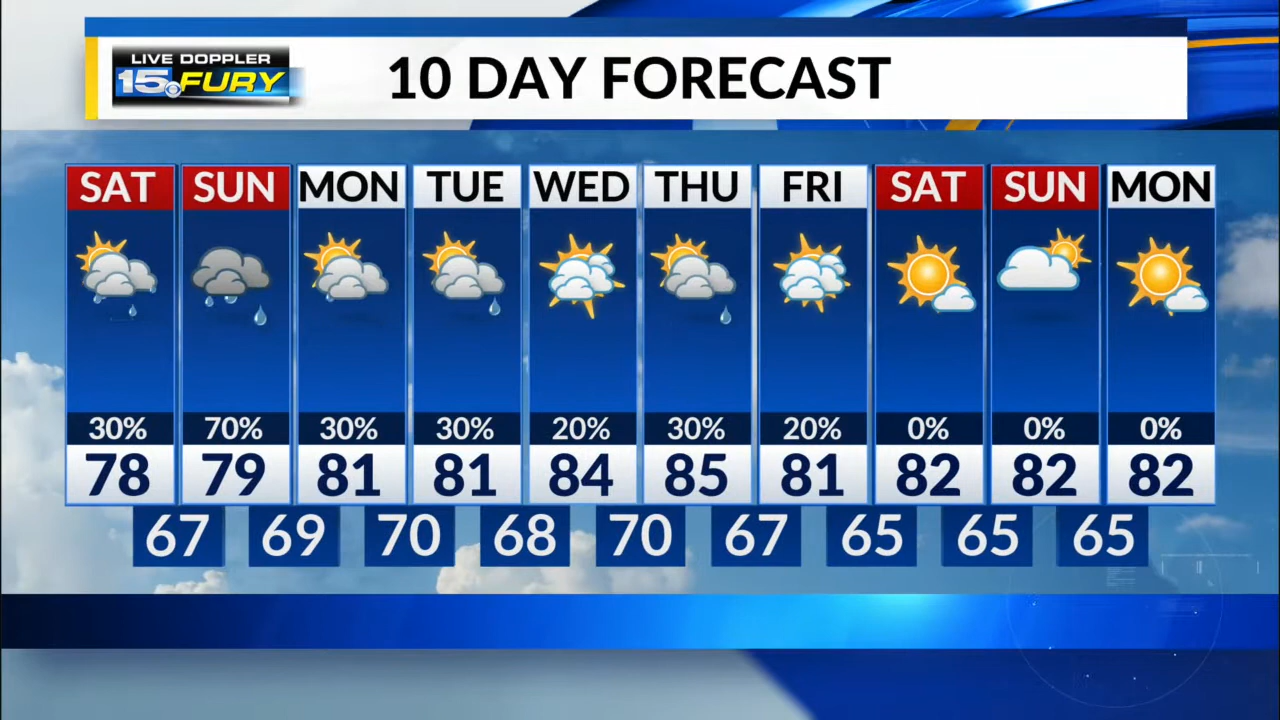 LIVE DOPPLER
15 FURY
10 DAY FORECAST
SAT SUN MON TUE WED THU FRI SAT SUN MON
30% 70% 30% 30% 20% 30% 20% 0% 0% 0%
78 79 81 81 84 85 81 82 82 82
67 69 70 68 70 67 65 65 65